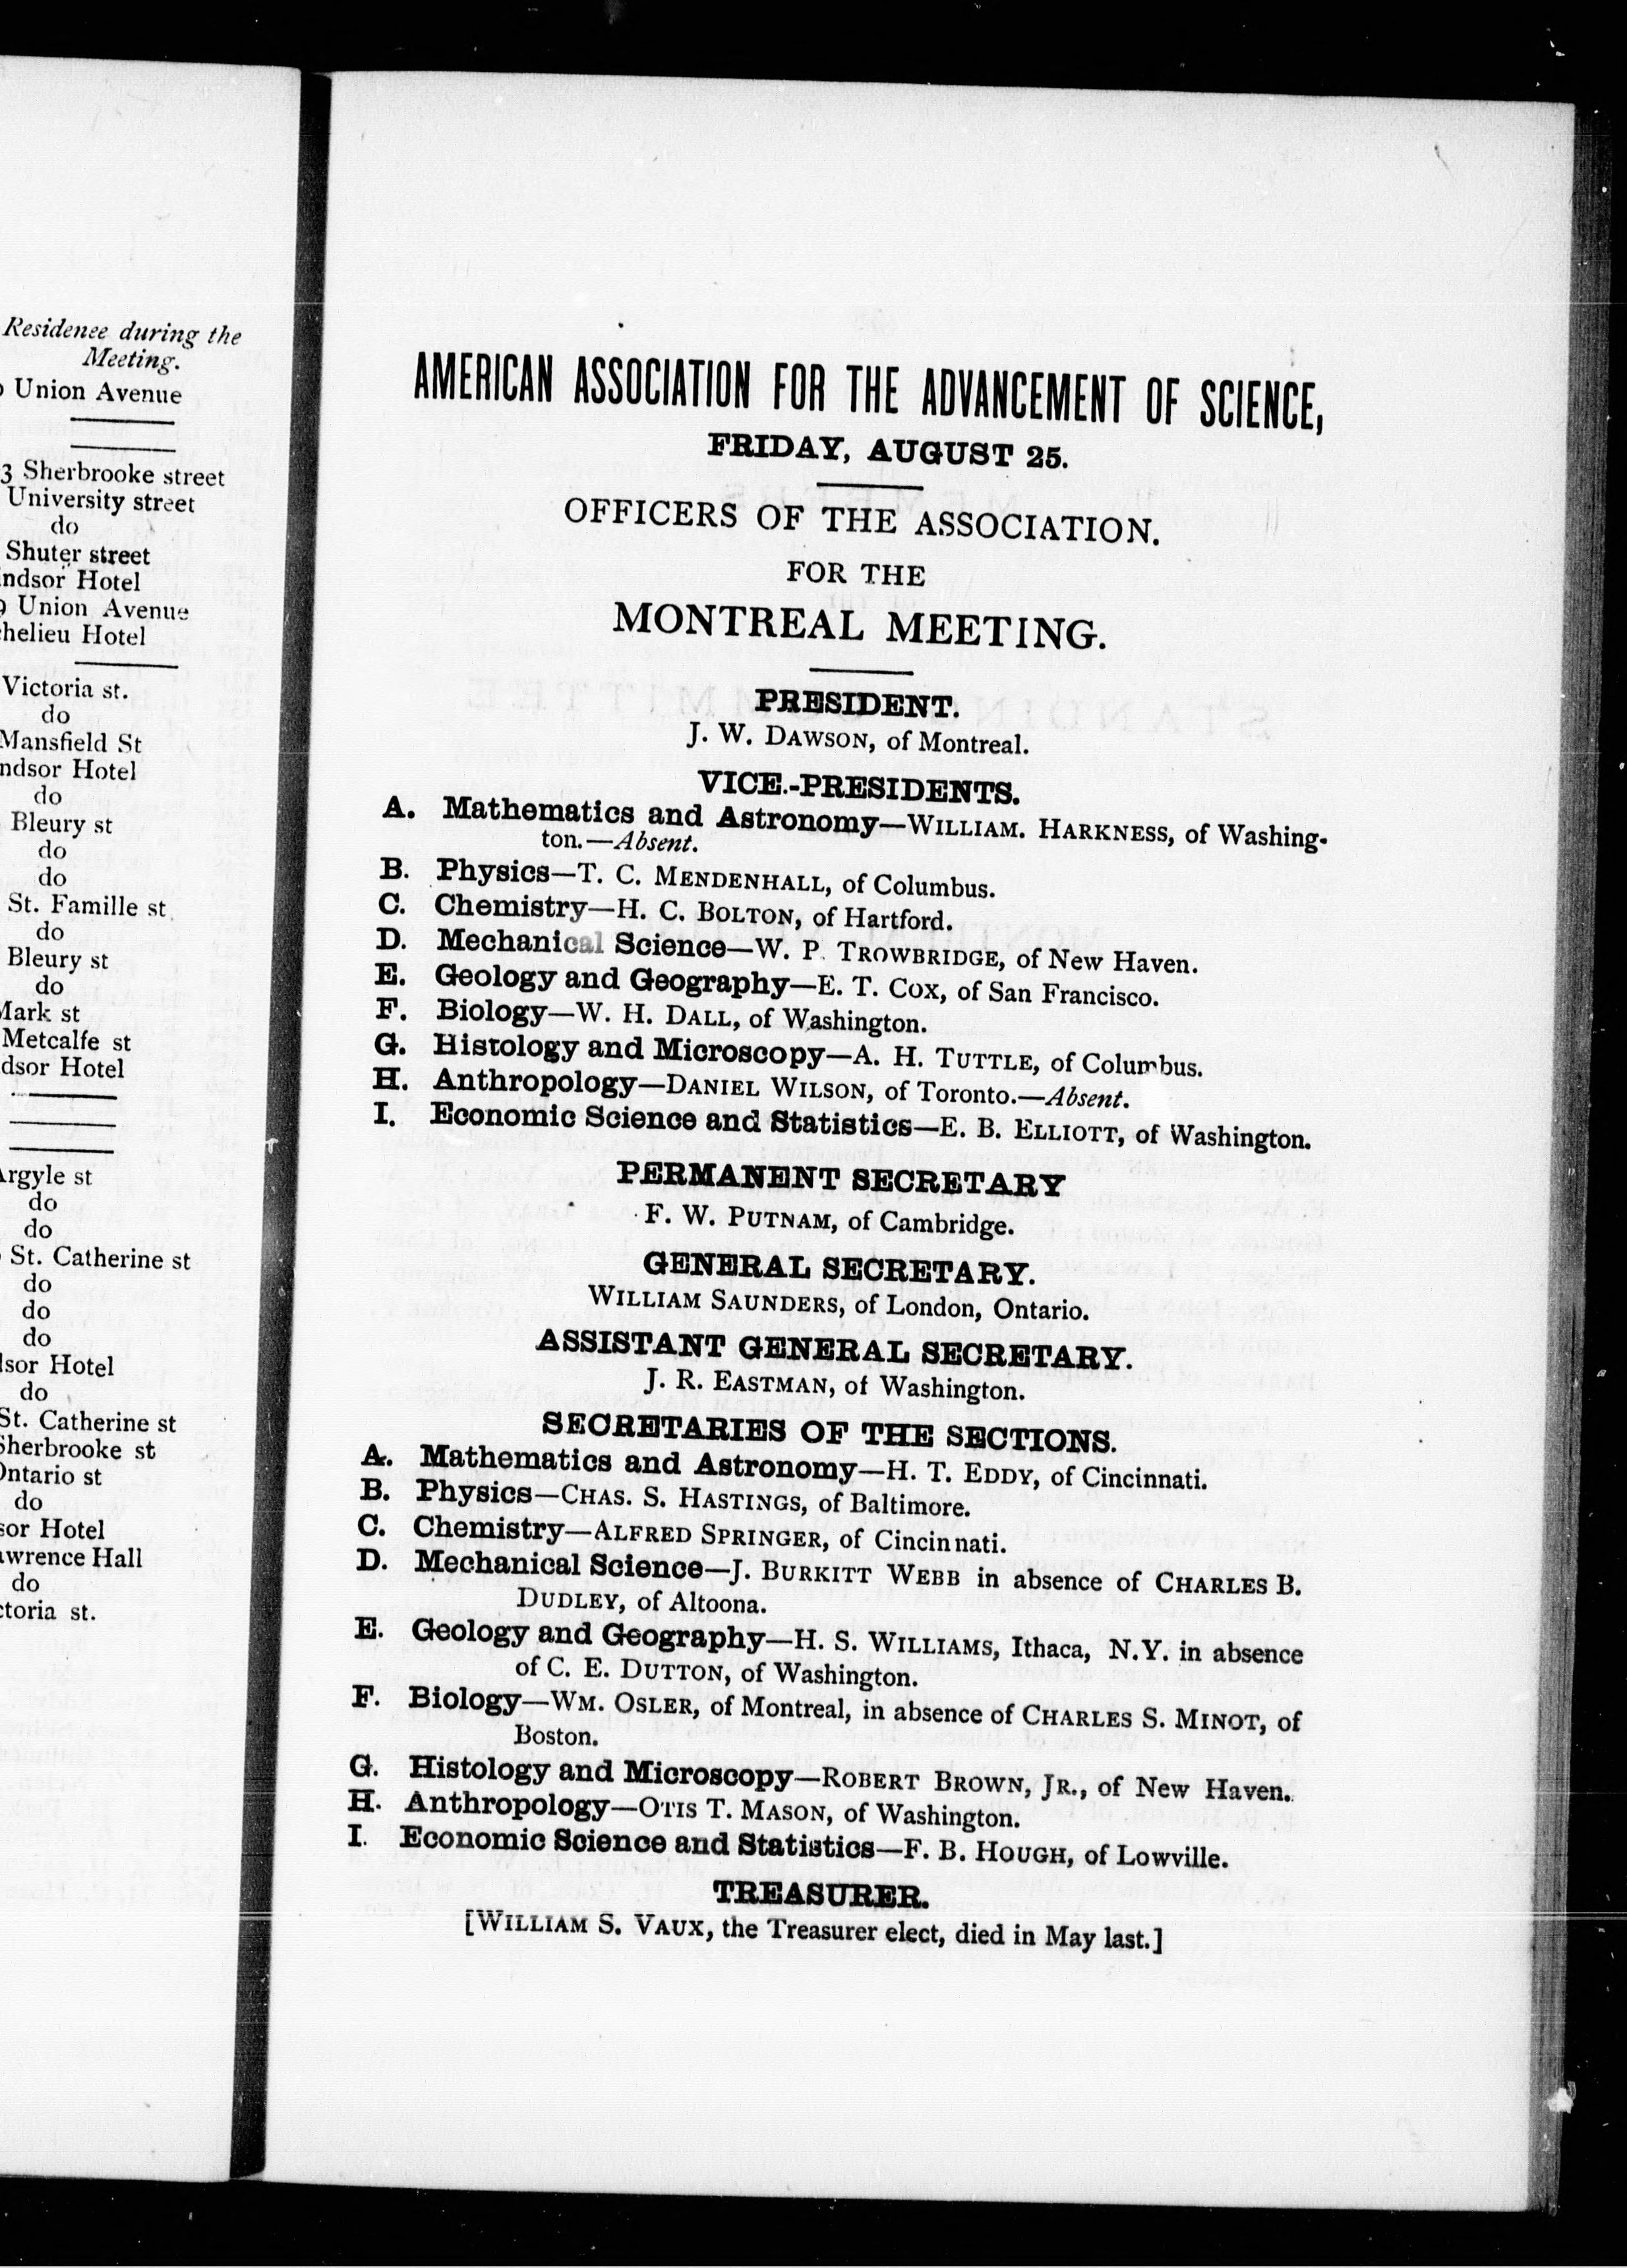 Residense during the
Meeting.
Union Avenue
3 Sherbrooke street
University street
do
Shuter street
ndsor Hotel
Union Avenue
helieu Hotel
Victoria st.
do
Mansfield St
ndsor Hotel
do
Bleury st
do
do
St. Famille st.
do
Bleury st
do
Mark st
Metcalfe st
dsor Hotel
Argyle st
do
do
St. Catherine st
do
do
do
sor Hotel
do
St. Catherine st
Sherbrooke st
Ontario st
do
sor Hotel
awrence Hall
do
ctoria st.
AMERICAN ASSOCIATION FOR THE ADVANCEMENT OF SCIENCE,
FRIDAY, AUGUST 25.
OFFICERS OF THE ASSOCIATION.
FOR THE
MONTREAL MEETING.
PRESIDENT.
J. W. DAWSON, of Montreal.
VICE.-PRESIDENTS.
A. Mathematics and Astronomy—WILLIAM. HARKNESS, of Washing-
ton.—Absent.
B. Physics—T. C. MENDENHALL, of Columbus.
C. Chemistry—H. C. BOLTON, of Hartford.
D. Mechanical Science—W. P. TROWBRIDGE, of New Haven.
E. Geology and Geography—E. T. COX, of San Francisco.
F. Biology—W. H. DALL, of Washington.
G. Histology and Microscopy—A. H. TUTTLE, of Columbus.
H. Anthropology—DANIEL WILSON, of Toronto.—Absent.
I. Economic Science and Statistics—E. B. ELLIOTT, of Washington.
PERMANENT SECRETARY
F. W. PUTNAM, of Cambridge.
GENERAL SECRETARY.
WILLIAM SAUNDERS, of London, Ontario.
ASSISTANT GENERAL SECRETARY.
J. R. EASTMAN, of Washington.
SECRETARIES OF THE SECTIONS.
A. Mathematics and Astronomy—H. T. EDDY, of Cincinnati.
B. Physics—CHAS. S. HASTINGS, of Baltimore.
C. Chemistry—ALFRED SPRINGER, of Cincinnati.
D. Mechanical Science—J. BURKITT WEBB in absence of CHARLES B.
DUDLEY, of Altoona.
E. Geology and Geography—H. S. WILLIAMS, Ithaca, N.Y. in absence
of C. E. DUTTON, of Washington.
F. Biology—WM. OSLER, of Montreal, in absence of CHARLES S. MINOT, of
Boston.
G. Histology and Microscopy—ROBERT BROWN, JR., of New Haven.
H. Anthropology—OTIS T. MASON, of Washington.
I. Economic Science and Statistics—F. B. HOUGH, of Lowville.
TREASURER.
[WILLIAM S. VAUX, the Treasurer elect, died in May last.]